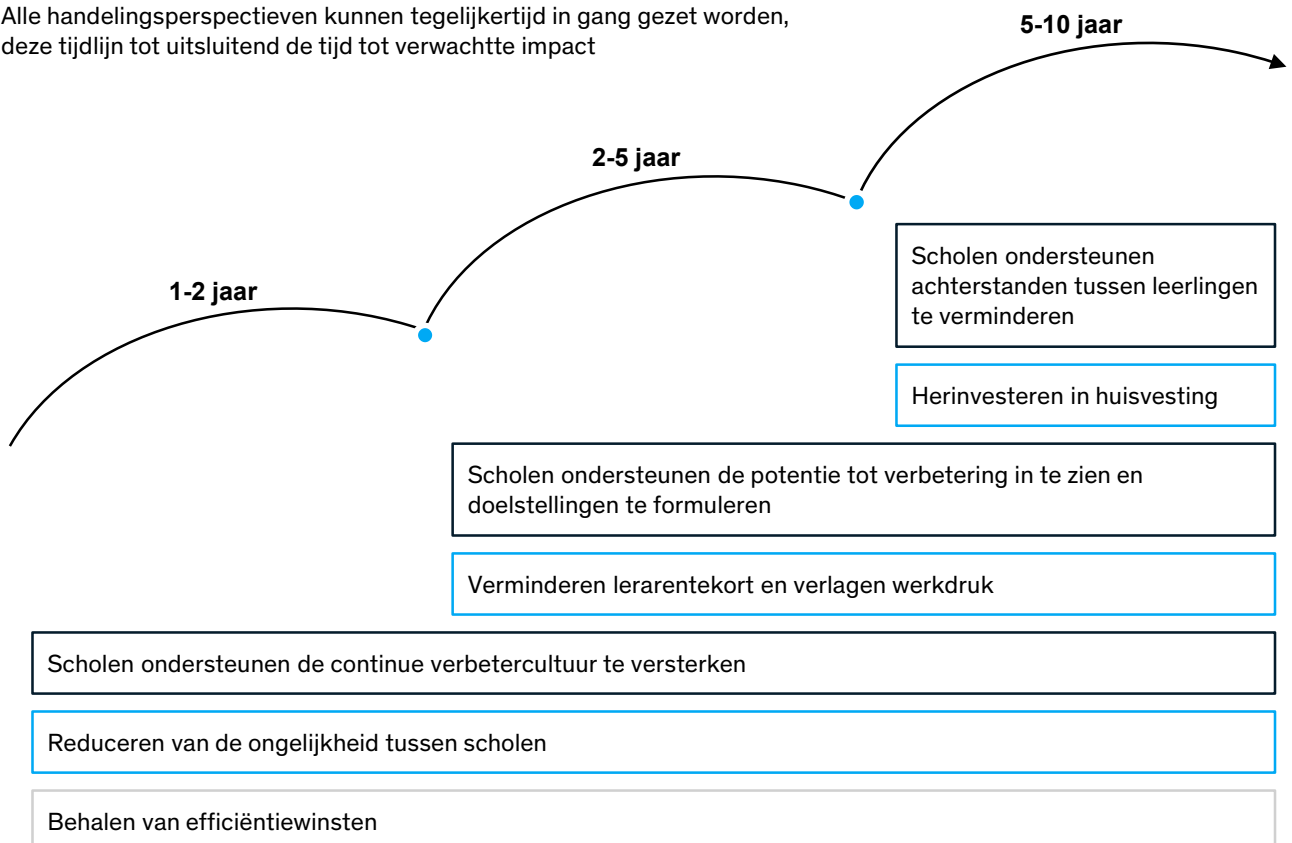 Alle handelingsperspectieven kunnen tegelijkertijd in gang gezet worden,
deze tijdlijn tot uitsluitend de tijd tot verwachtte impact
5-10 jaar
2-5 jaar
1-2 jaar
Scholen ondersteunen
achterstanden tussen leerlingen
te verminderen
Herinvesteren in huisvesting
Scholen ondersteunen de potentie tot verbetering in te zien en
doelstellingen te formuleren
Verminderen lerarentekort en verlagen werkdruk
Scholen ondersteunen de continue verbetercultuur te versterken
Reduceren van de ongelijkheid tussen scholen
Behalen van efficiëntiewinsten